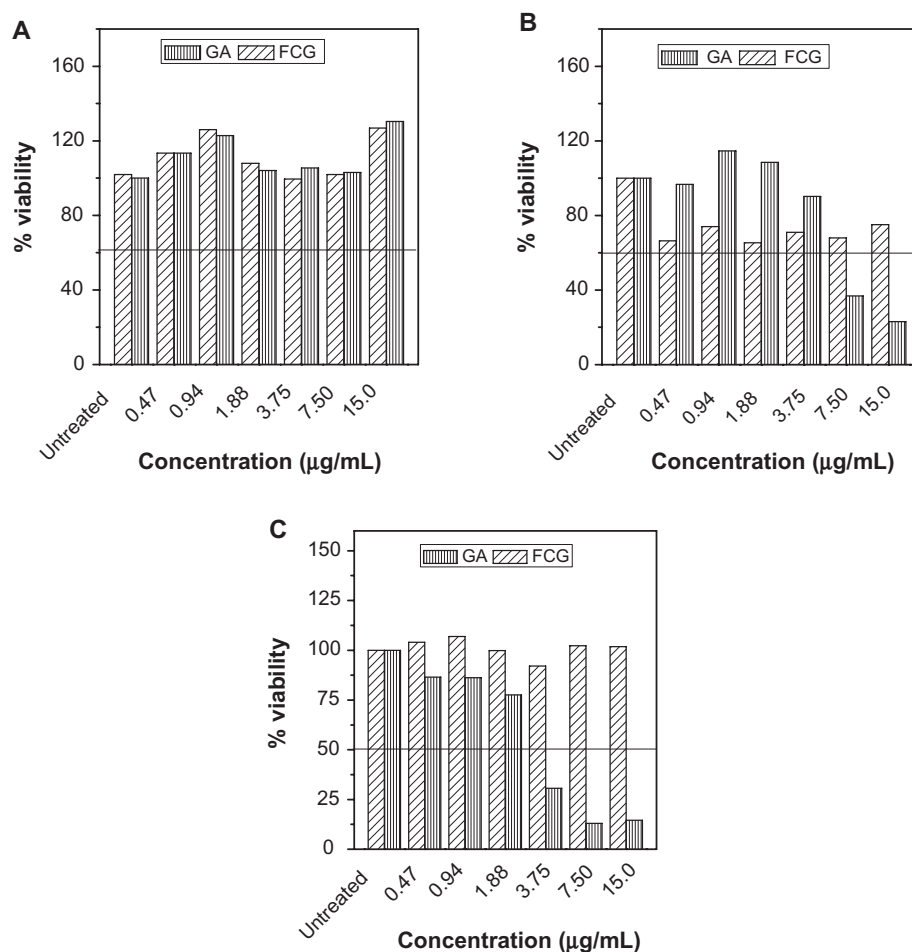 A
GA FCG
160
120
80
40
0
% viability
Untreated 0.47 0.94 1.88 3.75 7.50 15.0
Concentration (µg/mL)
B
GA FCG
160
120
80
40
0
% viability
Untreated 0.47 0.94 1.88 3.75 7.50 15.0
Concentration (µg/mL)
C
GA FCG
150
125
100
75
50
25
0
% viability
Untreated 0.47 0.94 1.88 3.75 7.50 15.0
Concentration (µg/mL)